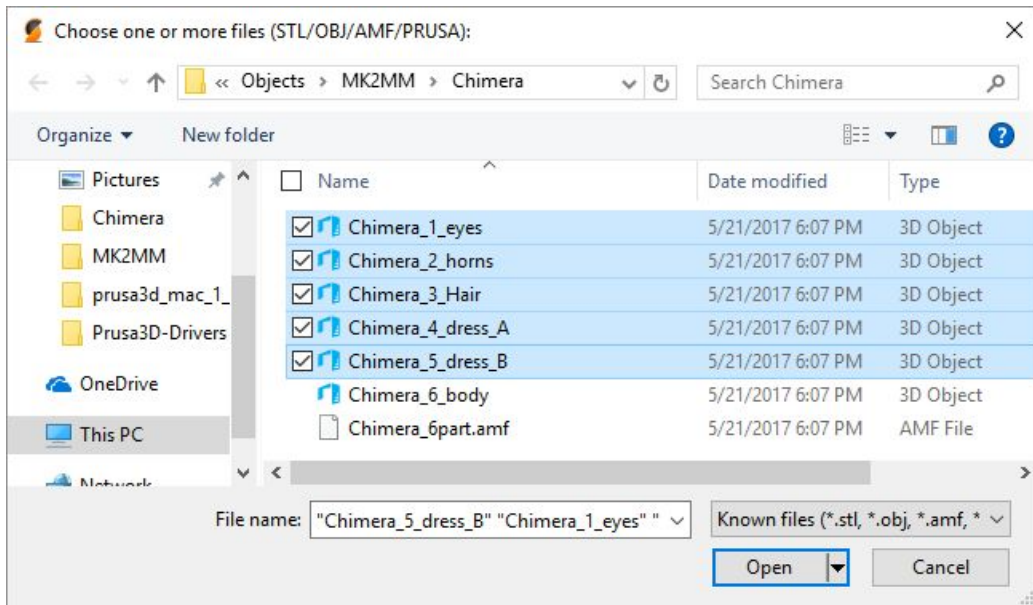 Choose one or more files (STL/OBJ/AMF/PRUSA):
« Objects > MK2MM > Chimera
Search Chimera
Organize New folder
Pictures
Chimera
MK2MM
prusa3d_mac_1_
Prusa3D-Drivers
OneDrive
This PC
Network
Name Date modified Type
Chimera_1_eyes 5/21/2017 6:07 PM 3D Object
Chimera_2_horns 5/21/2017 6:07 PM 3D Object
Chimera_3_Hair 5/21/2017 6:07 PM 3D Object
Chimera_4_dress_A 5/21/2017 6:07 PM 3D Object
Chimera_5_dress_B 5/21/2017 6:07 PM 3D Object
Chimera_6_body 5/21/2017 6:07 PM 3D Object
Chimera_6part.amf 5/21/2017 6:07 PM AMF File
File name: "Chimera_5_dress_B" "Chimera_1_eyes" " Known files (*.stl, *.obj, *.amf, *
Open Cancel